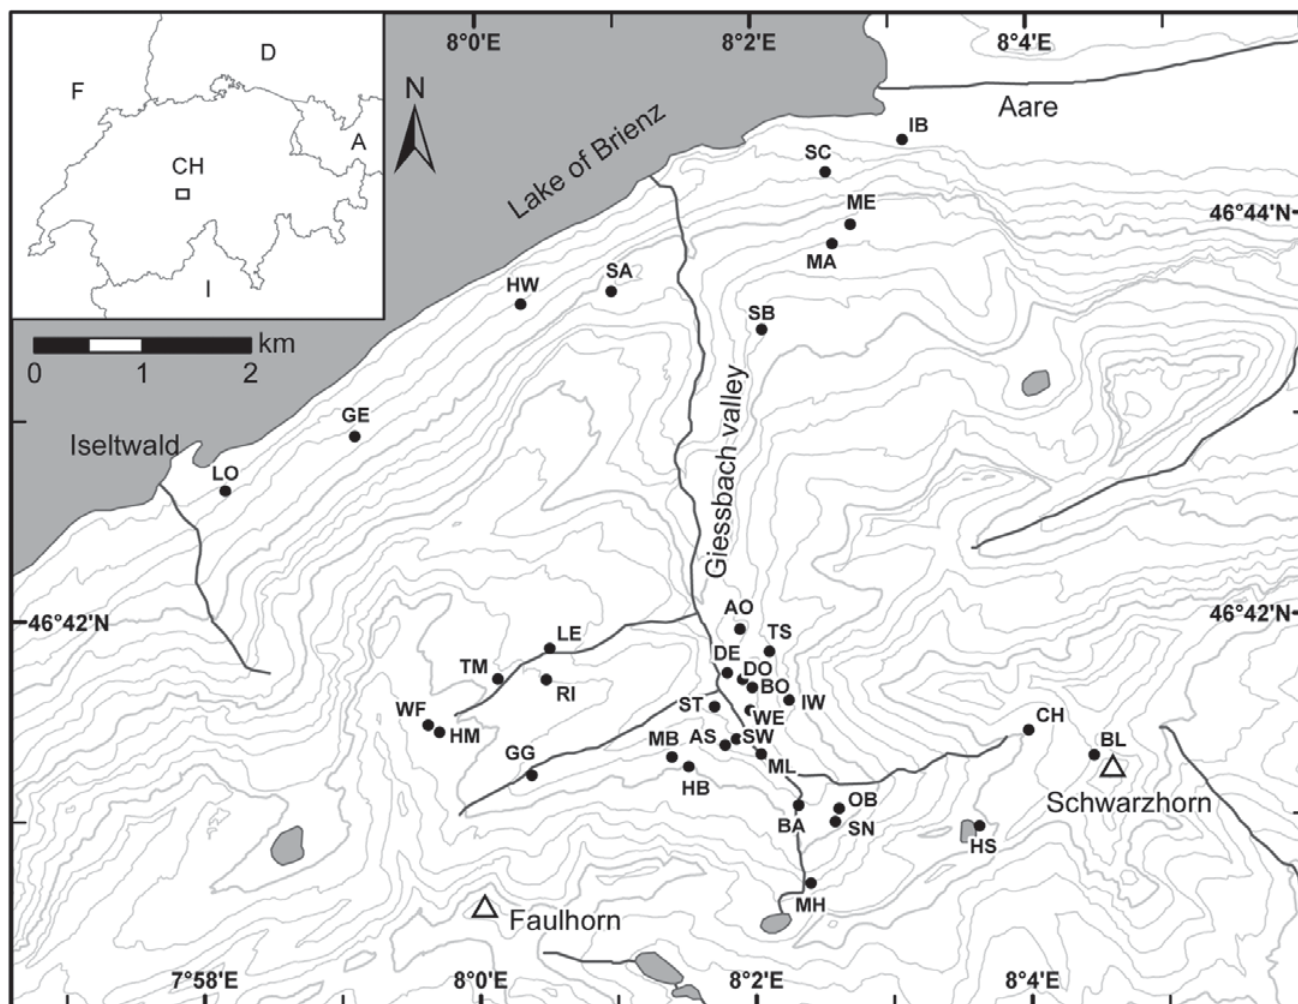 8°0'E
8°2'E
8°4'E
D
F
A
CH
I
N
Lake of Brienz
Aare
IB
SC
ME
46°44'N
MA
SA
HW
SB
km
0
1
2
GE
Iseltwald
LO
Giessbach valley
46°42'N
46°42'N
AO
TS
LE
DE
DO
TM
RI
BO
IW
ST
WE
WF
HM
CH
MB
AS
SW
BL
GG
ML
HB
OB
Schwarzhorn
BA
SN
HS
MH
Faulhorn
7°58'E
8°0'E
8°2'E
8°4'E